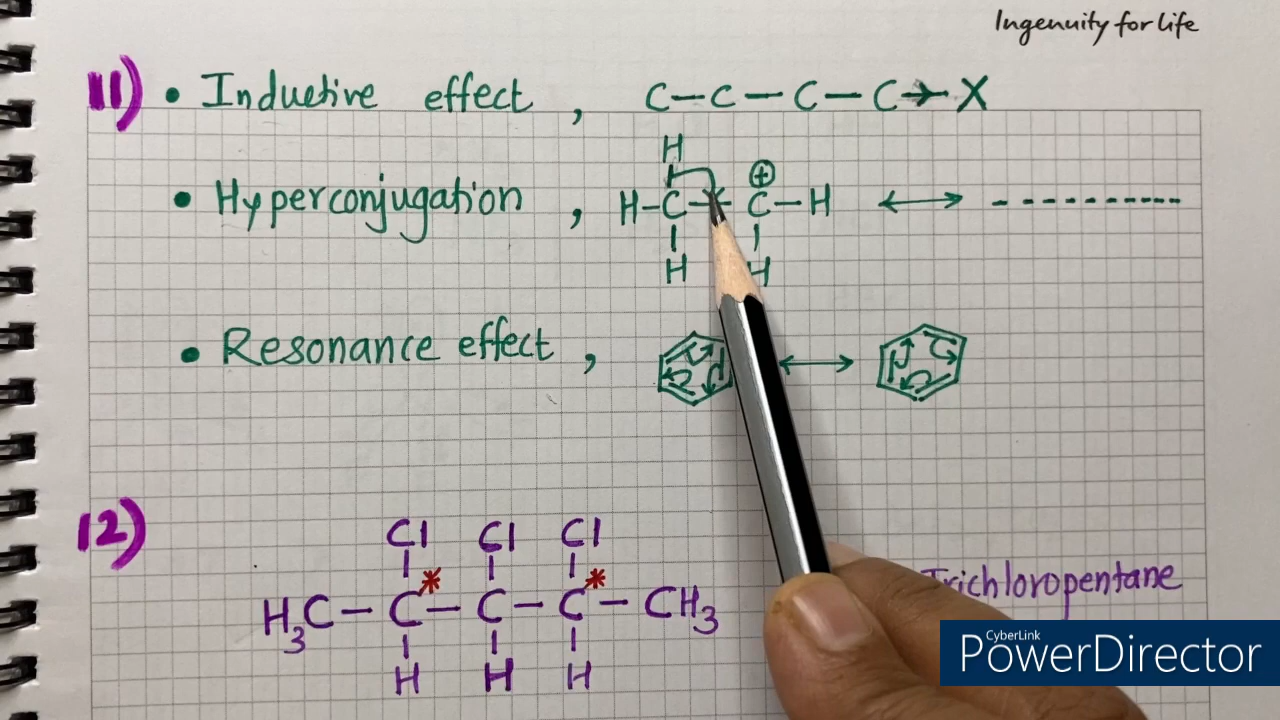 Ingenuity for life
11) • Inductive effect , C – C – C – C → X
H
• Hyperconjugation , H – C – C – H ↔ - - - - - - - - - -
⊕
H H
• Resonance effect , ↔
12)
Cl Cl Cl
H₃C – C* – C – C* – CH₃
Trichloropentane
H H H
CyberLink
PowerDirector